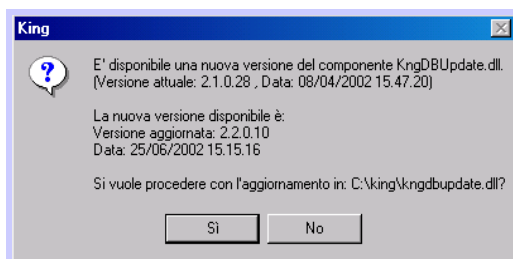 King
E' disponibile una nuova versione del componente KngDBUpdate.dll.
(Versione attuale: 2.1.0.28 , Data: 08/04/2002 15.47.20)
La nuova versione disponibile è:
Versione aggiornata: 2.2.0.10
Data: 25/06/2002 15.15.16
Si vuole procedere con l'aggiornamento in: C:\king\kngdbupdate.dll?
Sì
No